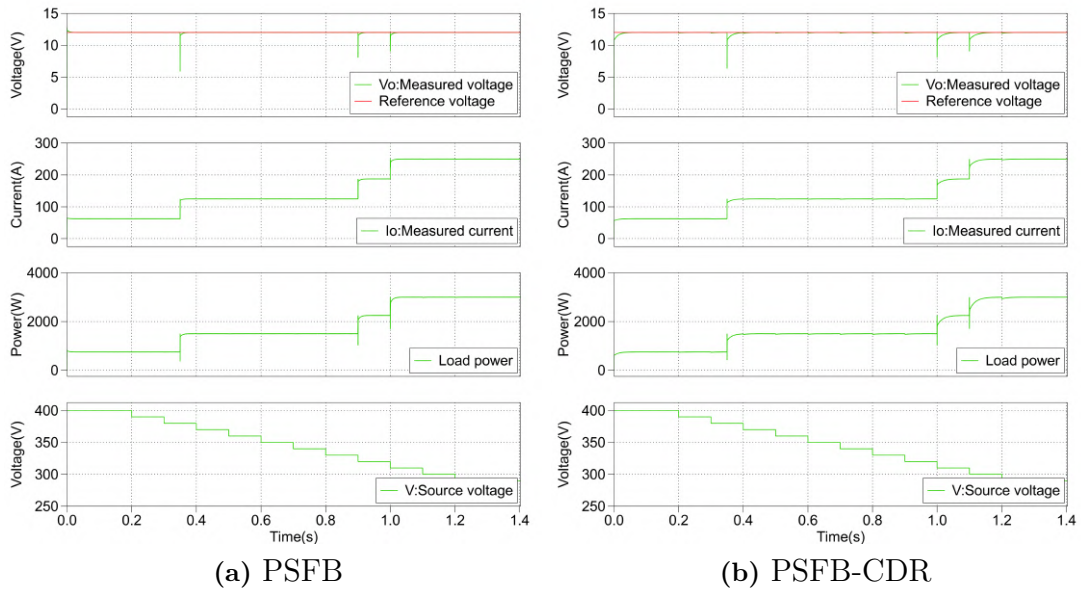 15
10
5
0
Voltage(V)
Vo:Measured voltage
Reference voltage
300
200
100
0
Current(A)
Io:Measured current
4000
2000
0
Power(W)
Load power
400
350
300
250
Voltage(V)
V:Source voltage
0.0 0.2 0.4 0.6 0.8 1.0 1.2 1.4
Time(s)
(a) PSFB
15
10
5
0
Voltage(V)
Vo:Measured voltage
Reference voltage
300
200
100
0
Current(A)
Io:Measured current
4000
2000
0
Power(W)
Load power
400
350
300
250
Voltage(V)
V:Source voltage
0.0 0.2 0.4 0.6 0.8 1.0 1.2 1.4
Time(s)
(b) PSFB-CDR